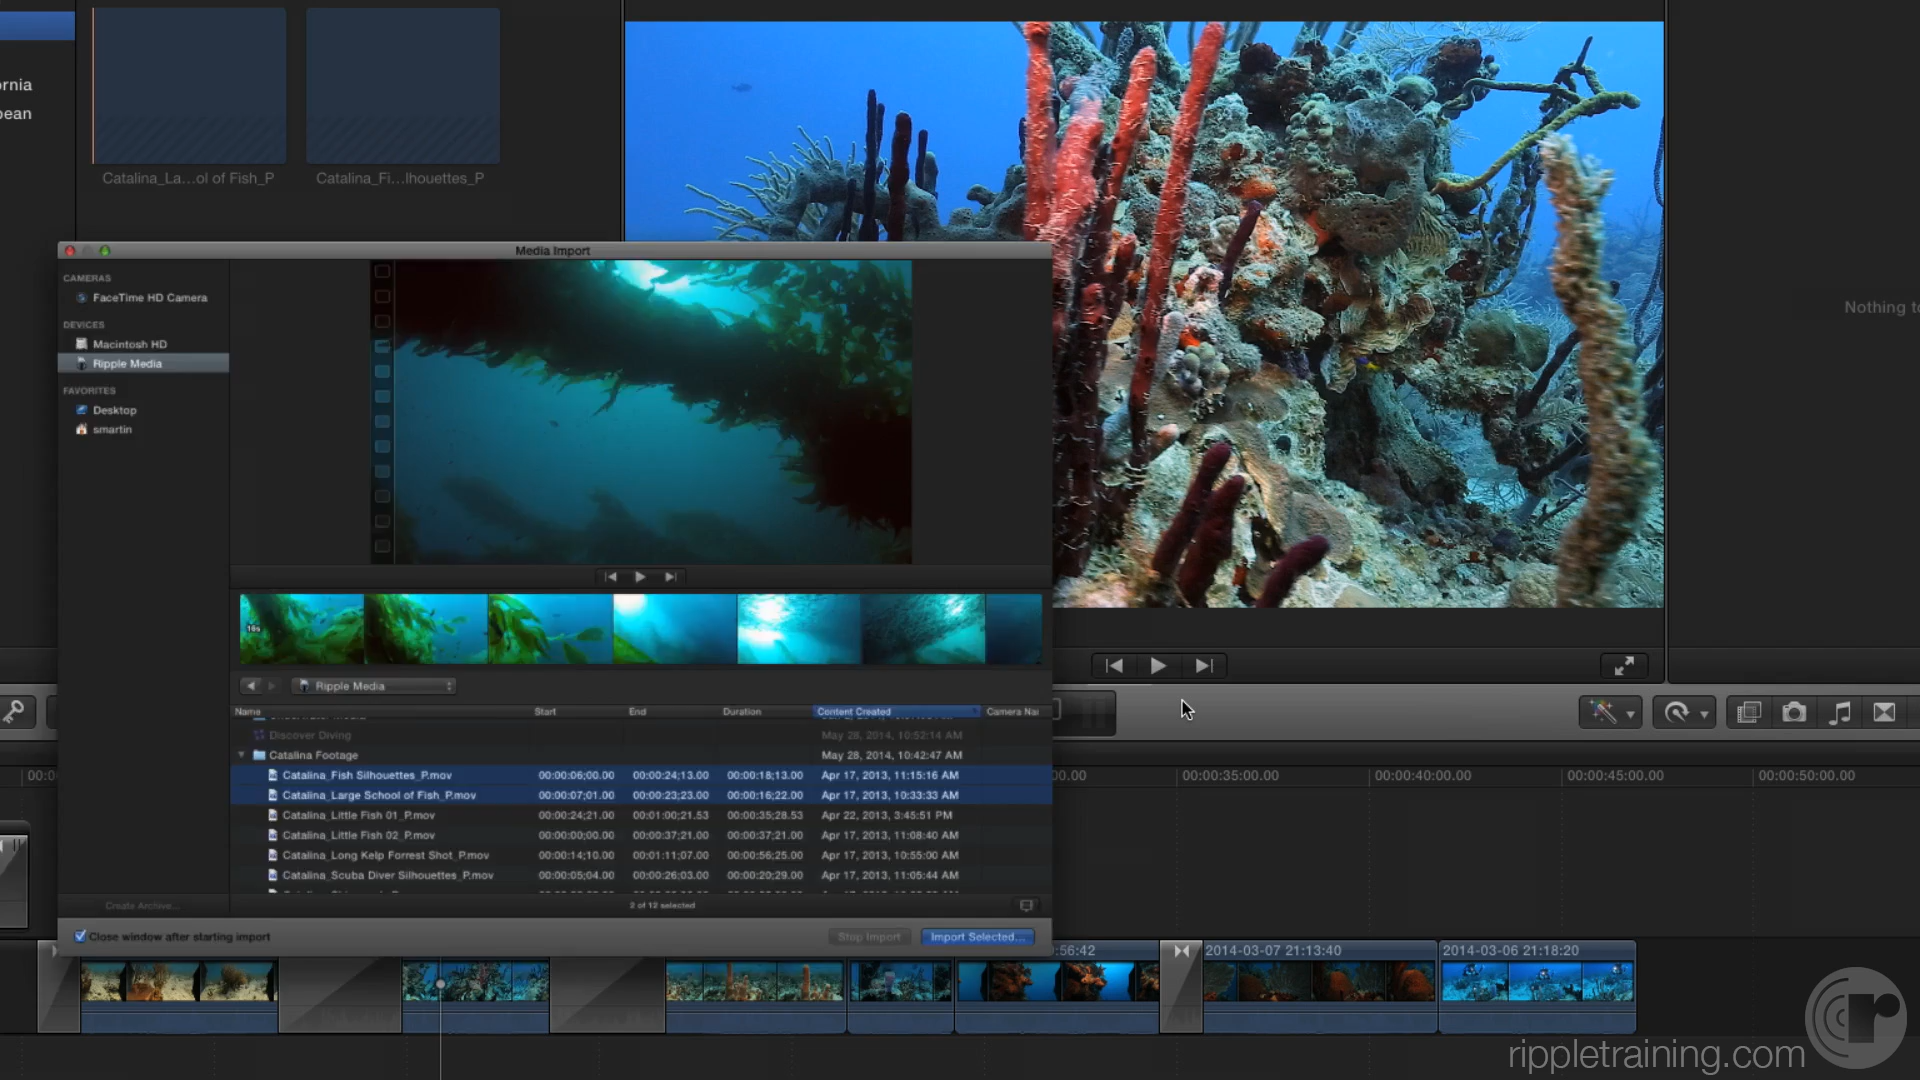 ornia
bean
Catalina_La...ol of Fish_P
Catalina_Fi...lhouettes_P
Nothing to
Media Import
CAMERAS
FaceTime HD Camera
DEVICES
Macintosh HD
Ripple Media
FAVORITES
Desktop
smartin
16s
Ripple Media
Name Start End Duration Content Created Camera Nai
Discover Diving May 28, 2014, 10:52:14 AM
Catalina Footage May 28, 2014, 10:42:47 AM
Catalina_Fish Silhouettes_P.mov 00:00:06;00.00 00:00:24;13.00 00:00:18;13.00 Apr 17, 2013, 11:15:16 AM
Catalina_Large School of Fish_P.mov 00:00:07;01.00 00:00:23;23.00 00:00:16;22.00 Apr 17, 2013, 10:33:33 AM
Catalina_Little Fish 01_P.mov 00:00:24;21.00 00:01:00;21.53 00:00:35;28.53 Apr 22, 2013, 3:45:51 PM
Catalina_Little Fish 02_P.mov 00:00:00;00.00 00:00:37;21.00 00:00:37;21.00 Apr 17, 2013, 11:08:40 AM
Catalina_Long Kelp Forrest Shot_P.mov 00:00:14;10.00 00:01:11;07.00 00:00:56;25.00 Apr 17, 2013, 10:55:00 AM
Catalina_Scuba Diver Silhouettes_P.mov 00:00:05;04.00 00:00:26;03.00 00:00:20;29.00 Apr 17, 2013, 11:05:44 AM
Create Archive... 2 of 12 selected
Close window after starting import Stop Import Import Selected...
00:0 00.00 00:00:35:00.00 00:00:40:00.00 00:00:45:00.00 00:00:50:00.00
:56:42 2014-03-07 21:13:40 2014-03-06 21:18:20
rippletraining.com